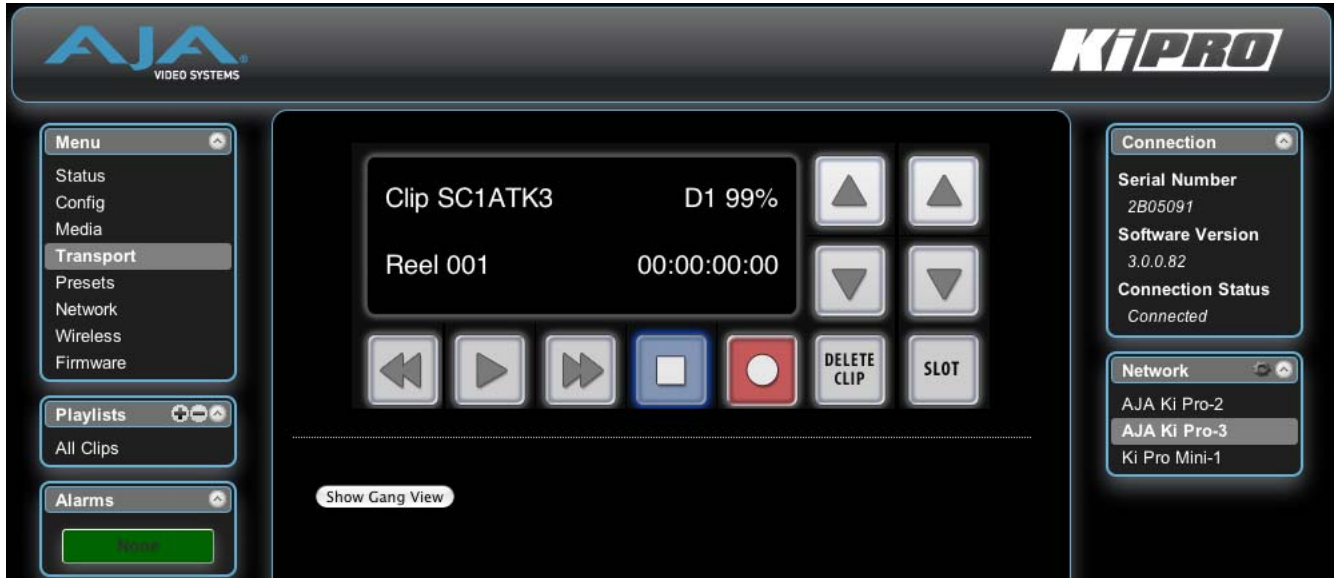 AJA
VIDEO SYSTEMS
Ki PRO
Menu
Status
Config
Media
Transport
Presets
Network
Wireless
Firmware
Playlists
All Clips
Alarms
None
Clip SC1ATK3 D1 99%
Reel 001 00:00:00:00
DELETE
CLIP
SLOT
Show Gang View
Connection
Serial Number
2B05091
Software Version
3.0.0.82
Connection Status
Connected
Network
AJA Ki Pro-2
AJA Ki Pro-3
Ki Pro Mini-1